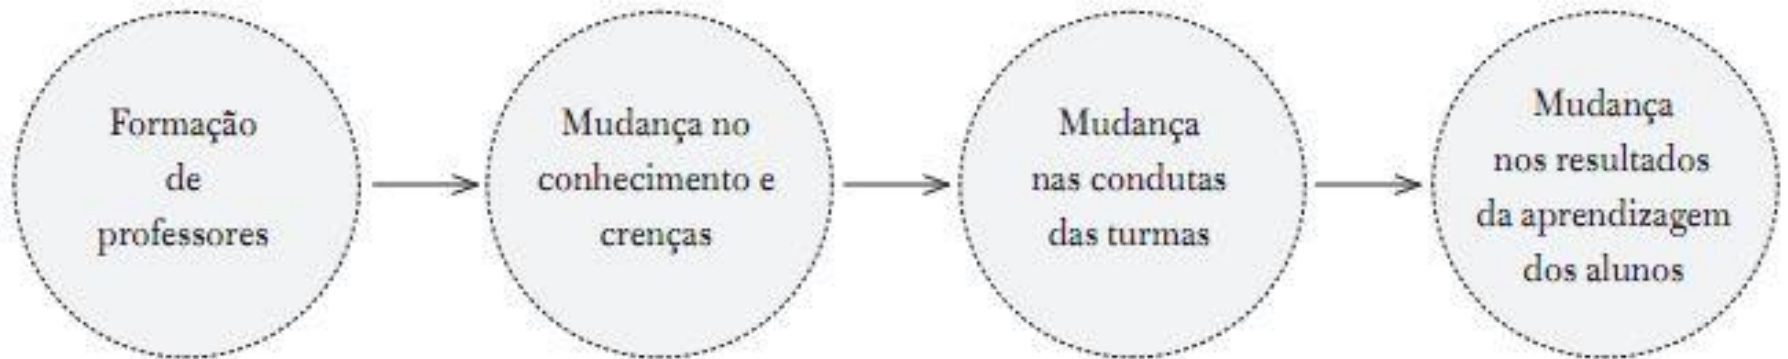 Formação
de
professores
Mudança no
conhecimento e
crenças
Mudança
nas condutas
das turmas
Mudança
nos resultados
da aprendizagem
dos alunos